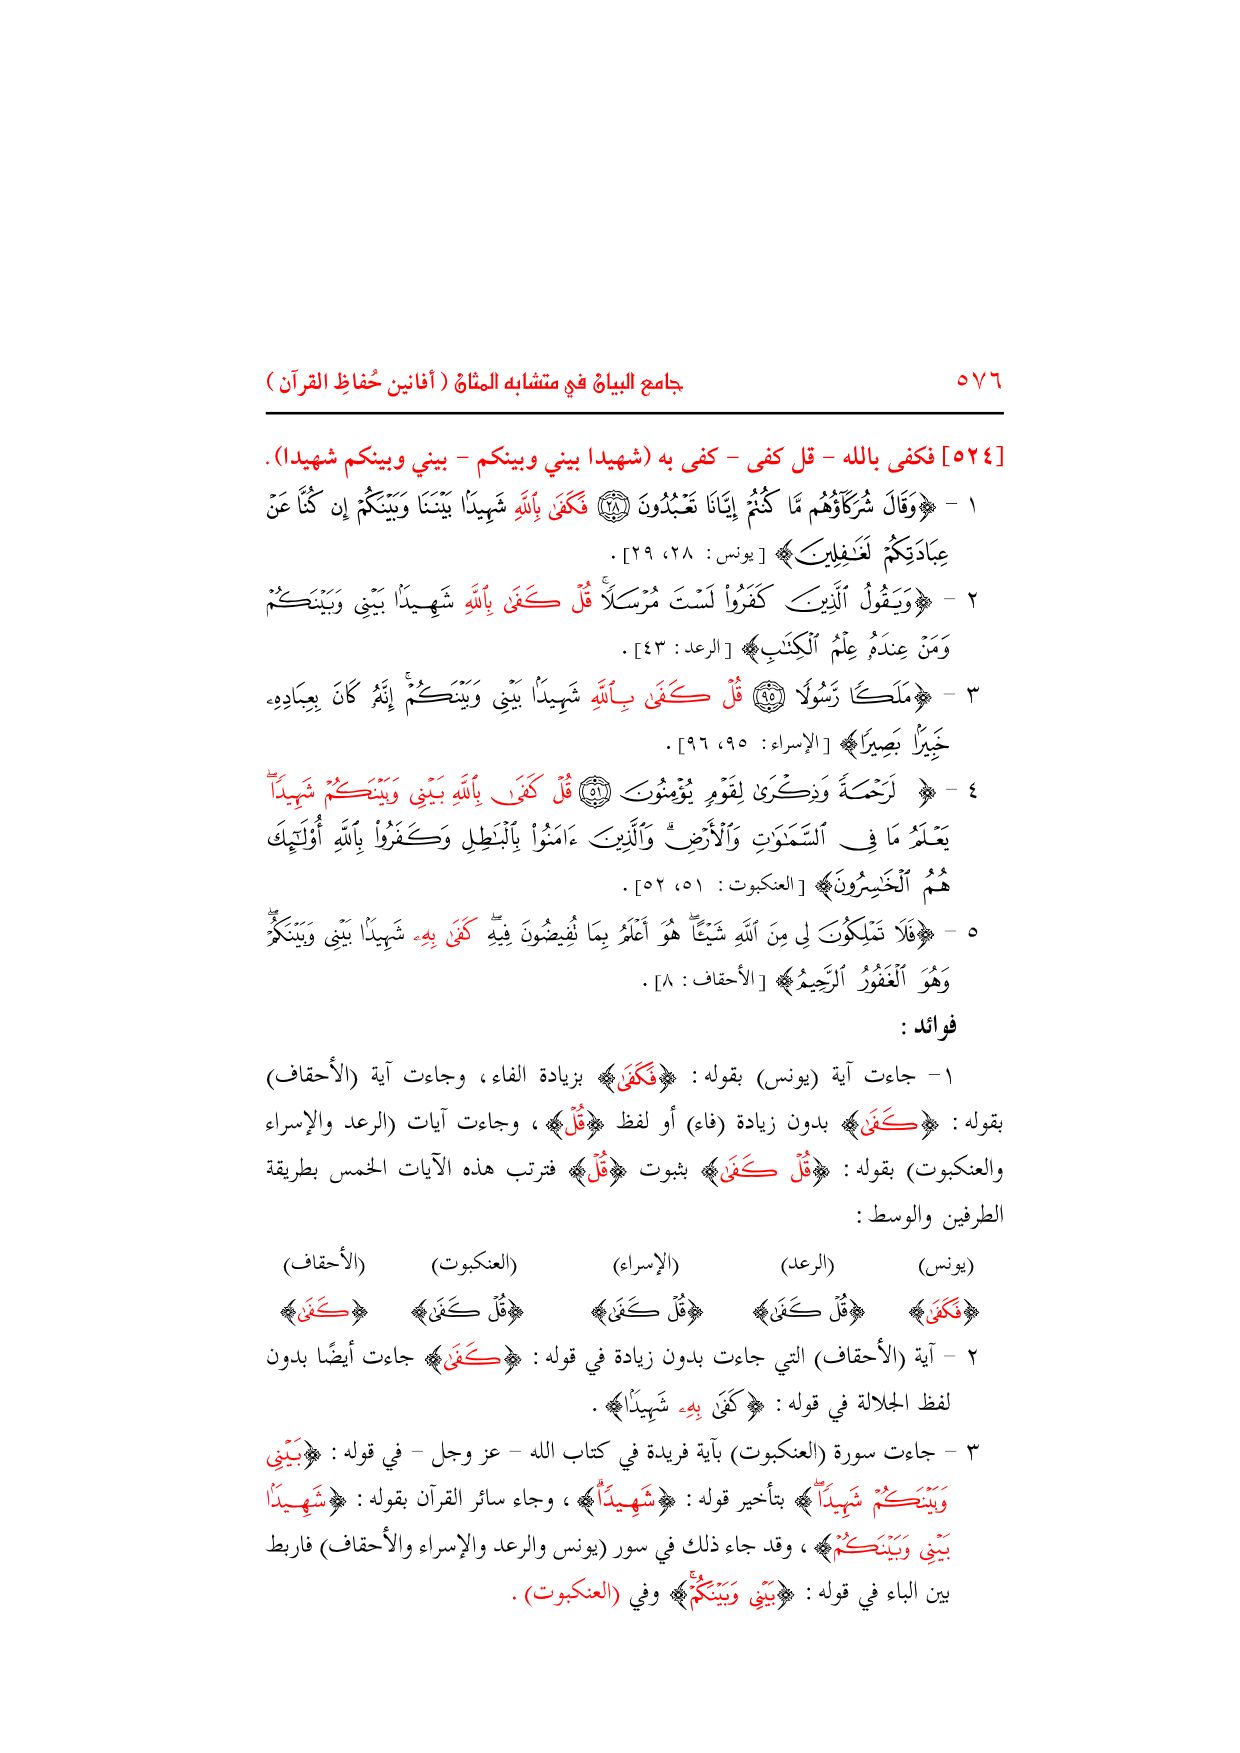 ٥٧٦ جامع البيان في متشابه المثان ( أفانين حُفاظِ القرآن )
[٥٢٤] فكفى بالله – قل كفى – كفى به (شهيدا بيني وبينكم – بيني وبينكم شهيدا).
١ – ﴿وَقَالَ شُرَكَآؤُهُم مَّا كُنتُمْ إِيَّانَا تَعْبُدُونَ ۝٢٨ فَكَفَىٰ بِٱللَّهِ شَهِيدًۢا بَيْنَنَا وَبَيْنَكُمْ إِن كُنَّا عَنْ
عِبَادَتِكُمْ لَغَٰفِلِينَ﴾ [يونس: ٢٨، ٢٩].
٢ – ﴿وَيَقُولُ ٱلَّذِينَ كَفَرُوا۟ لَسْتَ مُرْسَلًا ۚ قُلْ كَفَىٰ بِٱللَّهِ شَهِيدًۢا بَيْنِى وَبَيْنَكُمْ
وَمَنْ عِندَهُۥ عِلْمُ ٱلْكِتَٰبِ﴾ [الرعد: ٤٣].
٣ – ﴿مَلَكًا رَّسُولًا ۝٩٥ قُلْ كَفَىٰ بِٱللَّهِ شَهِيدًۢا بَيْنِى وَبَيْنَكُمْ ۚ إِنَّهُۥ كَانَ بِعِبَادِهِۦ
خَبِيرًۢا بَصِيرًا﴾ [الإسراء: ٩٥، ٩٦].
٤ – ﴿ لَرَحْمَةً وَذِكْرَىٰ لِقَوْمٍ يُؤْمِنُونَ ۝٥١ قُلْ كَفَىٰ بِٱللَّهِ بَيْنِى وَبَيْنَكُمْ شَهِيدًا ۖ
يَعْلَمُ مَا فِى ٱلسَّمَٰوَٰتِ وَٱلْأَرْضِ ۗ وَٱلَّذِينَ ءَامَنُوا۟ بِٱلْبَٰطِلِ وَكَفَرُوا۟ بِٱللَّهِ أُو۟لَٰٓئِكَ
هُمُ ٱلْخَٰسِرُونَ﴾ [العنكبوت: ٥١، ٥٢].
٥ – ﴿فَلَا تَمْلِكُونَ لِى مِنَ ٱللَّهِ شَيْـًٔا ۖ هُوَ أَعْلَمُ بِمَا تُفِيضُونَ فِيهِ ۖ كَفَىٰ بِهِۦ شَهِيدًۢا بَيْنِى وَبَيْنَكُمْ ۖ
وَهُوَ ٱلْغَفُورُ ٱلرَّحِيمُ﴾ [الأحقاف: ٨].
فوائد :
١- جاءت آية (يونس) بقوله: ﴿فَكَفَىٰ﴾ بزيادة الفاء، وجاءت آية (الأحقاف)
بقوله: ﴿كَفَىٰ﴾ بدون زيادة (فاء) أو لفظ ﴿قُلْ﴾، وجاءت آيات (الرعد والإسراء
والعنكبوت) بقوله: ﴿قُلْ كَفَىٰ﴾ بثبوت ﴿قُلْ﴾ فترتب هذه الآيات الخمس بطريقة
الطرفين والوسط:
(يونس) (الرعد) (الإسراء) (العنكبوت) (الأحقاف)
﴿فَكَفَىٰ﴾ ﴿قُلْ كَفَىٰ﴾ ﴿قُلْ كَفَىٰ﴾ ﴿قُلْ كَفَىٰ﴾ ﴿كَفَىٰ﴾
٢ – آية (الأحقاف) التي جاءت بدون زيادة في قوله: ﴿كَفَىٰ﴾ جاءت أيضًا بدون
لفظ الجلالة في قوله: ﴿كَفَىٰ بِهِۦ شَهِيدًۢا﴾ .
٣ – جاءت سورة (العنكبوت) بآية فريدة في كتاب الله – عز وجل – في قوله: ﴿بَيْنِى
وَبَيْنَكُمْ شَهِيدًا ۖ﴾ بتأخير قوله: ﴿شَهِيدًا ۗ﴾، وجاء سائر القرآن بقوله: ﴿شَهِيدًۢا
بَيْنِى وَبَيْنَكُمْ﴾، وقد جاء ذلك في سور (يونس والرعد والإسراء والأحقاف) فاربط
بين الباء في قوله: ﴿بَيْنِى وَبَيْنَكُمْ ۚ﴾ وفي (العنكبوت) .